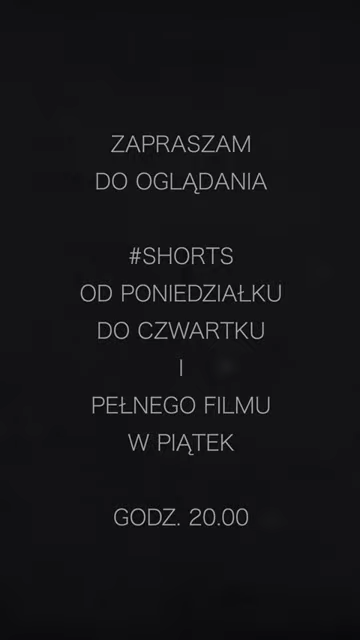 ZAPRASZAM
DO OGLĄDANIA
#SHORTS
OD PONIEDZIAŁKU
DO CZWARTKU
I
PEŁNEGO FILMU
W PIĄTEK
GODZ. 20.00